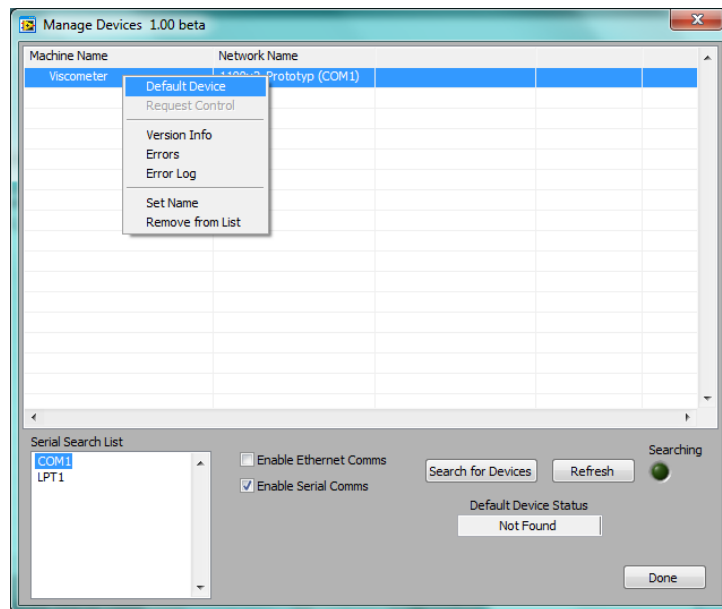 Manage Devices 1.00 beta
Machine Name Network Name
Viscometer Prototyp (COM1)
Default Device
Request Control
Version Info
Errors
Error Log
Set Name
Remove from List
Serial Search List
COM1
LPT1
Enable Ethernet Comms
Enable Serial Comms
Search for Devices
Refresh
Searching
Default Device Status
Not Found
Done